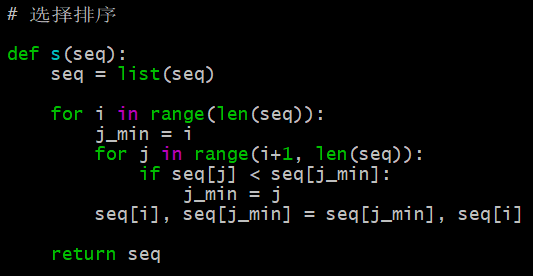 # 选择排序
def s(seq):
    seq = list(seq)
    for i in range(len(seq)):
        j_min = i
        for j in range(i+1, len(seq)):
            if seq[j] < seq[j_min]:
                j_min = j
        seq[i], seq[j_min] = seq[j_min], seq[i]
    return seq